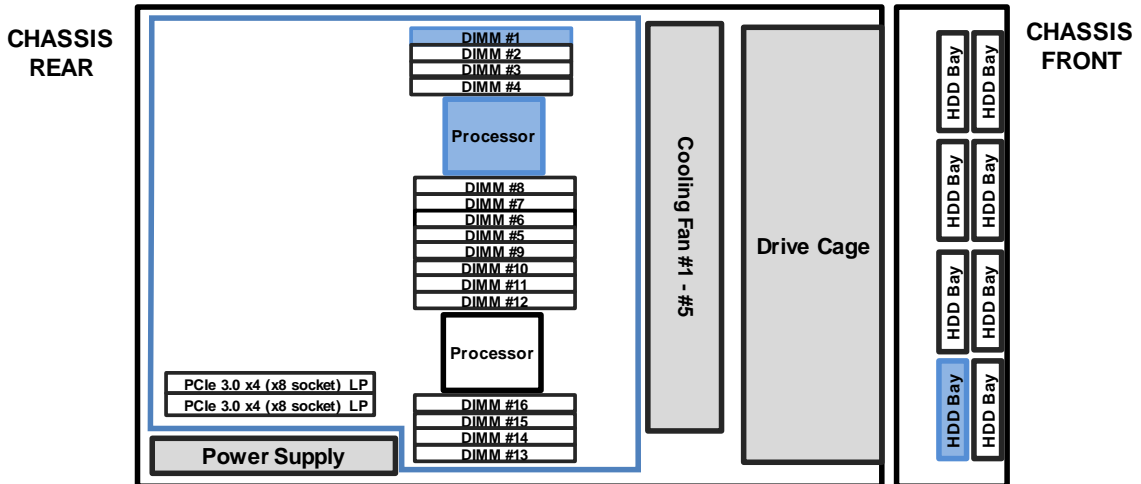 CHASSIS
REAR
DIMM #1
DIMM #2
DIMM #3
DIMM #4
Processor
DIMM #8
DIMM #7
DIMM #6
DIMM #5
DIMM #9
DIMM #10
DIMM #11
DIMM #12
Processor
DIMM #16
DIMM #15
DIMM #14
DIMM #13
PCIe 3.0 x4 (x8 socket) LP
PCIe 3.0 x4 (x8 socket) LP
Power Supply
Cooling Fan #1 - #5
Drive Cage
HDD Bay
HDD Bay
HDD Bay
HDD Bay
HDD Bay
HDD Bay
HDD Bay
HDD Bay
CHASSIS
FRONT